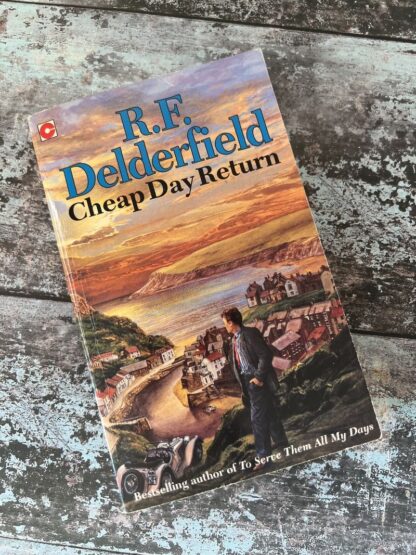 R.F.
Delderfield
Cheap Day Return
Bestselling author of To Serve Them All My Days